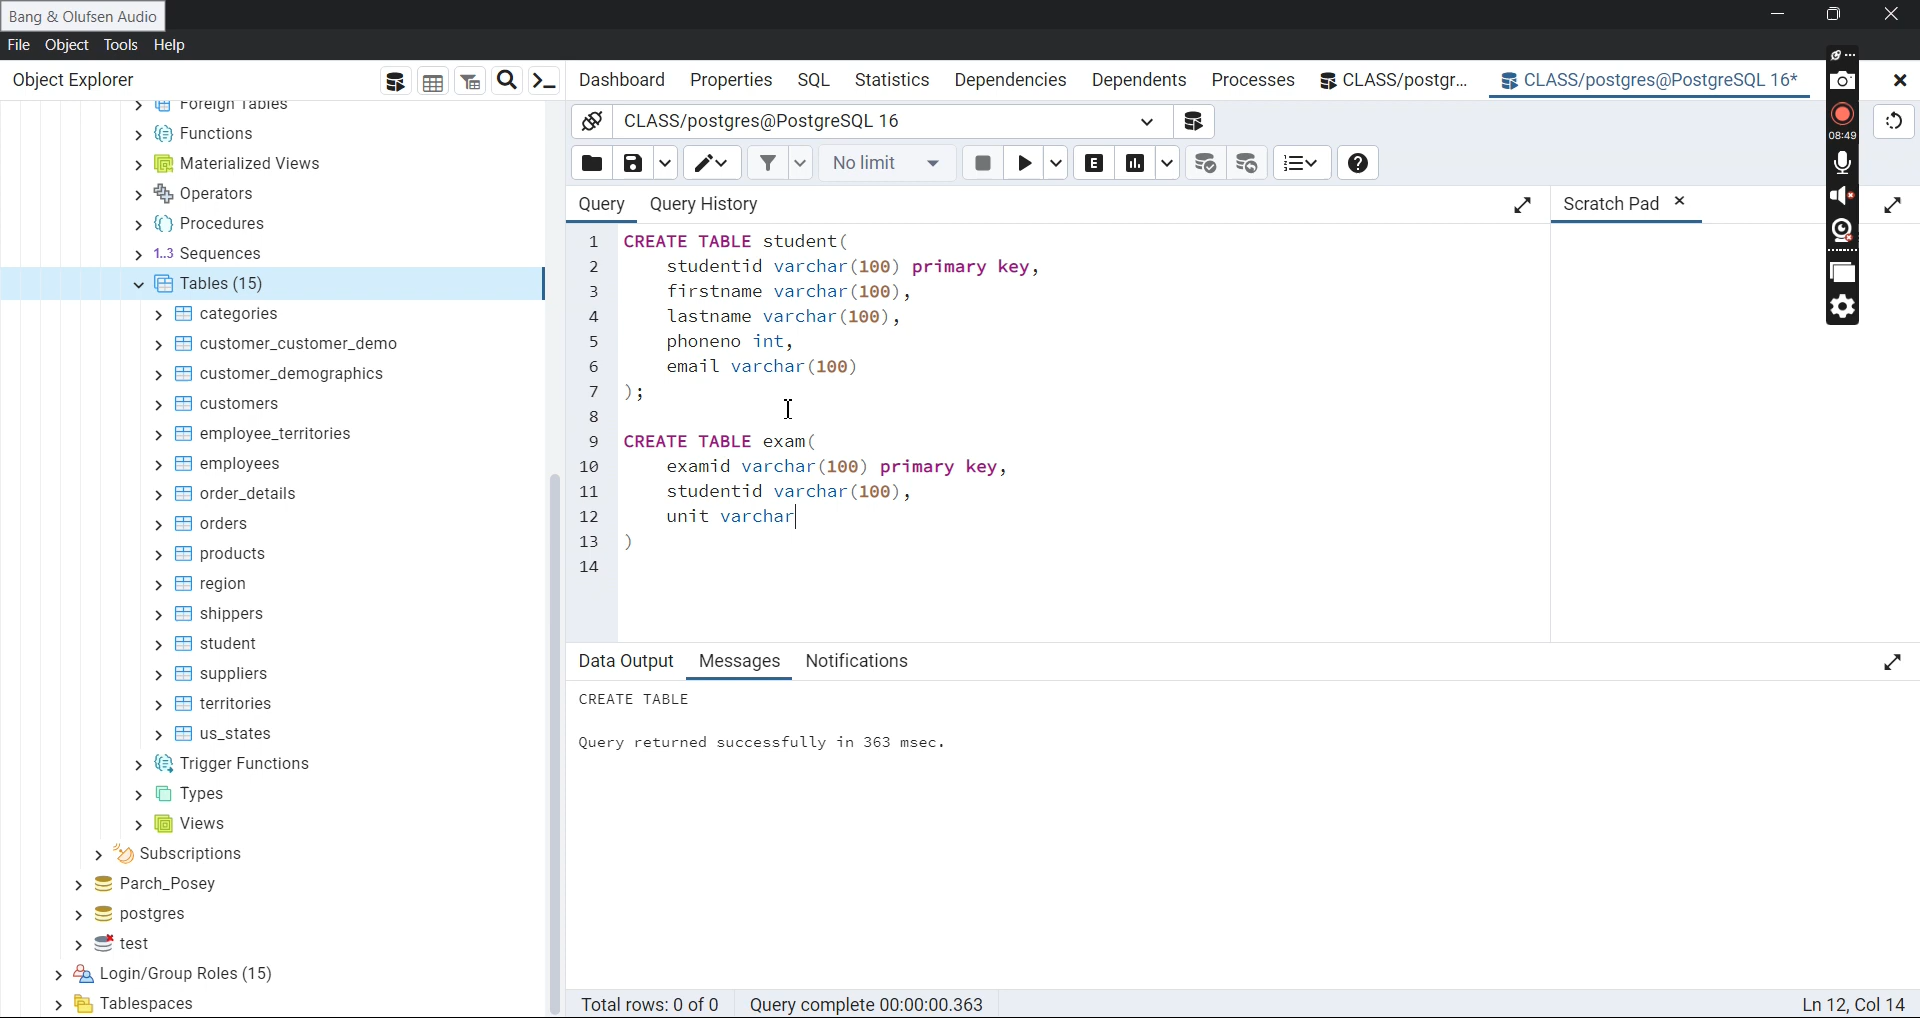 Bang & Olufsen Audio
File Object Tools Help
Object Explorer
Dashboard Properties SQL Statistics Dependencies Dependents Processes CLASS/postgr... CLASS/postgres@PostgreSQL 16*
Foreign Tables
Functions
Materialized Views
Operators
Procedures
1..3 Sequences
Tables (15)
categories
customer_customer_demo
customer_demographics
customers
employee_territories
employees
order_details
orders
products
region
shippers
student
suppliers
territories
us_states
Trigger Functions
Types
Views
Subscriptions
Parch_Posey
postgres
test
Login/Group Roles (15)
Tablespaces
CLASS/postgres@PostgreSQL 16
No limit
E
08:49
Query Query History
Scratch Pad
1 CREATE TABLE student(
2 studentid varchar(100) primary key,
3 firstname varchar(100),
4 lastname varchar(100),
5 phoneno int,
6 email varchar(100)
7 );
8
9 CREATE TABLE exam(
10 examid varchar(100) primary key,
11 studentid varchar(100),
12 unit varchar
13 )
14
Data Output Messages Notifications
CREATE TABLE
Query returned successfully in 363 msec.
Total rows: 0 of 0 Query complete 00:00:00.363 Ln 12, Col 14